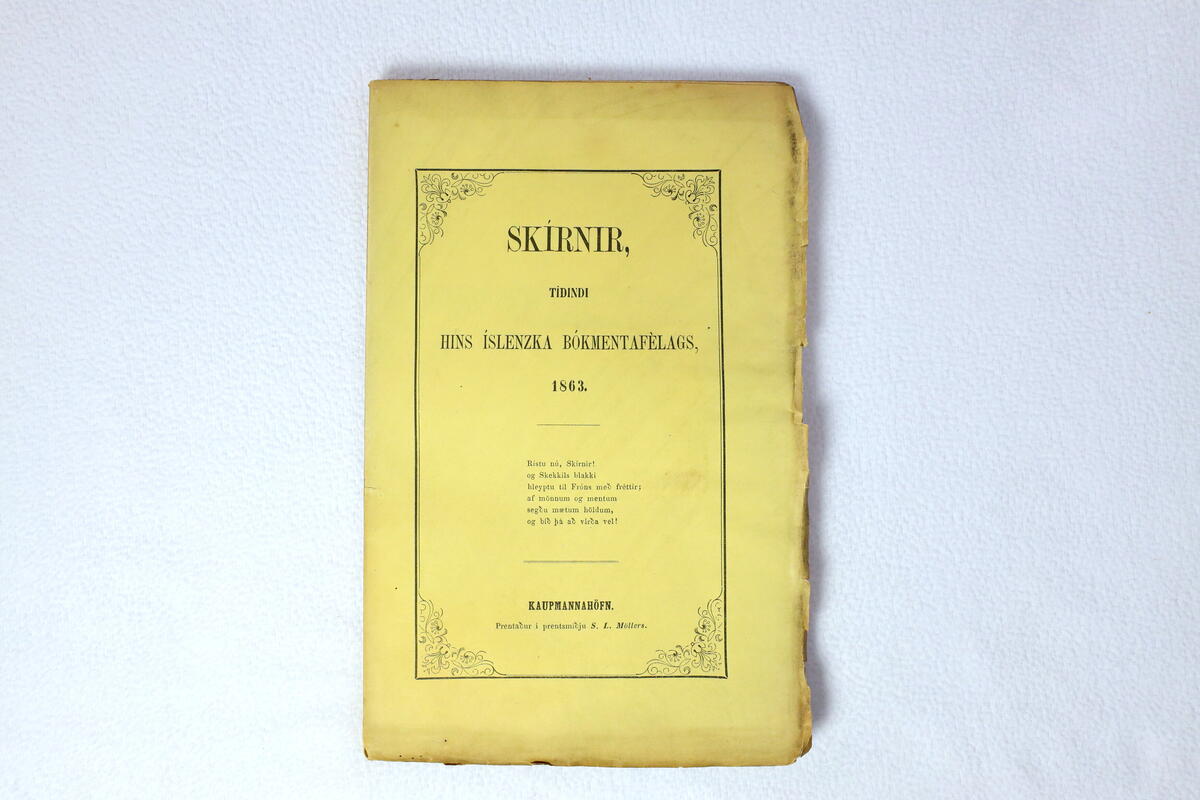 SKÍRNIR,
TÍÐINDI
HINS ÍSLENZKA BÓKMENTAFÈLAGS,
1863.
Rístu nú, Skírnir!
og Skekkils blakki
hleyptu til Fróns með fréttir;
af mönnum og mentum
segðu mætum höldum,
og bið þá að virða vel!
KAUPMANNAHÖFN.
Prentaður í prentsmiðju S. L. Möllers.